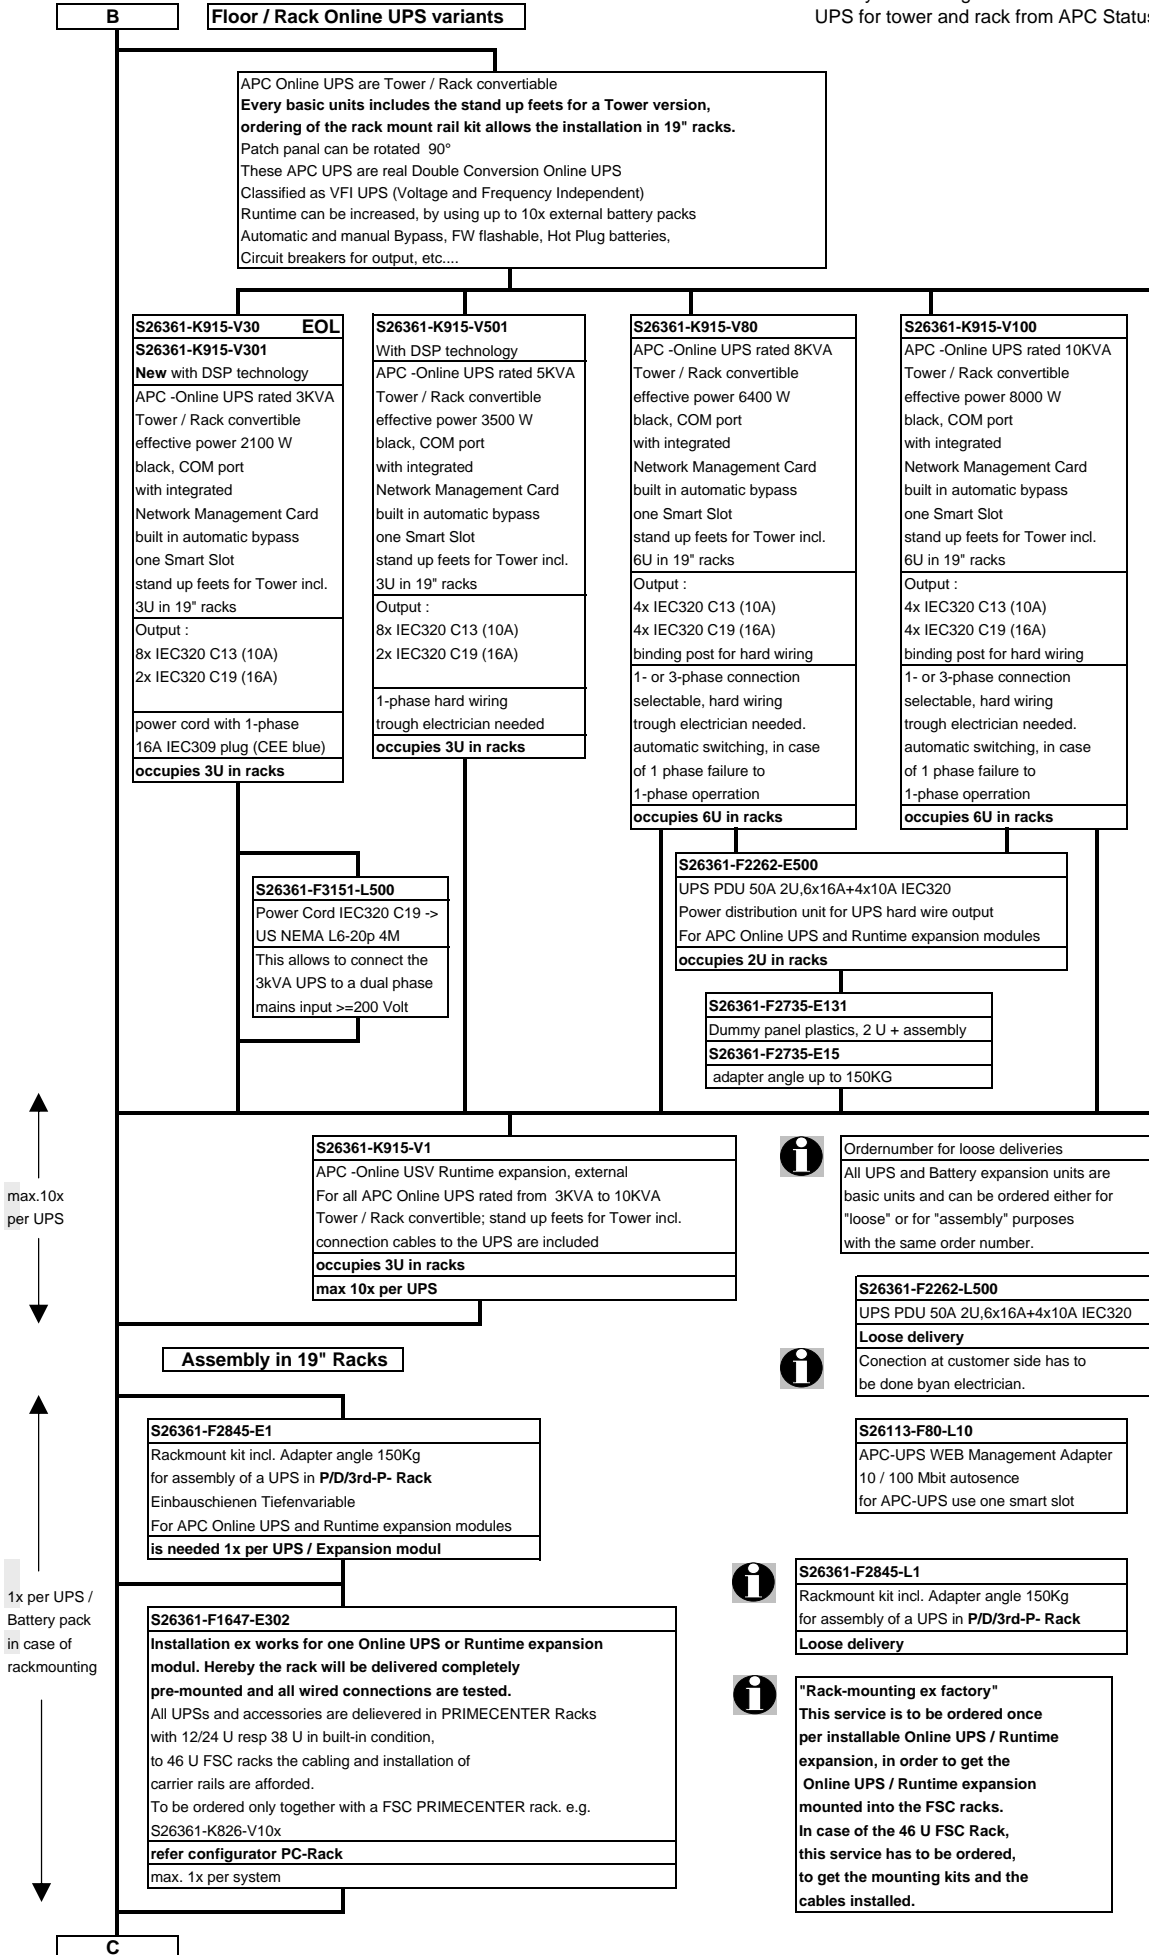 B
Floor / Rack Online UPS variants
UPS for tower and rack from APC Status
APC Online UPS are Tower / Rack convertiable
Every basic units includes the stand up feets for a Tower version,
ordering of the rack mount rail kit allows the installation in 19" racks.
Patch panal can be rotated 90°
These APC UPS are real Double Conversion Online UPS
Classified as VFI UPS (Voltage and Frequency Independent)
Runtime can be increased, by using up to 10x external battery packs
Automatic and manual Bypass, FW flashable, Hot Plug batteries,
Circuit breakers for output, etc....
S26361-K915-V30 EOL
S26361-K915-V301
New with DSP technology
APC -Online UPS rated 3KVA
Tower / Rack convertible
effective power 2100 W
black, COM port
with integrated
Network Management Card
built in automatic bypass
one Smart Slot
stand up feets for Tower incl.
3U in 19" racks
Output :
8x IEC320 C13 (10A)
2x IEC320 C19 (16A)
power cord with 1-phase
16A IEC309 plug (CEE blue)
occupies 3U in racks
S26361-K915-V501
With DSP technology
APC -Online UPS rated 5KVA
Tower / Rack convertible
effective power 3500 W
black, COM port
with integrated
Network Management Card
built in automatic bypass
one Smart Slot
stand up feets for Tower incl.
3U in 19" racks
Output :
8x IEC320 C13 (10A)
2x IEC320 C19 (16A)
1-phase hard wiring
trough electrician needed
occupies 3U in racks
S26361-K915-V80
APC -Online UPS rated 8KVA
Tower / Rack convertible
effective power 6400 W
black, COM port
with integrated
Network Management Card
built in automatic bypass
one Smart Slot
stand up feets for Tower incl.
6U in 19" racks
Output :
4x IEC320 C13 (10A)
4x IEC320 C19 (16A)
binding post for hard wiring
1- or 3-phase connection
selectable, hard wiring
trough electrician needed.
automatic switching, in case
of 1 phase failure to
1-phase operration
occupies 6U in racks
S26361-K915-V100
APC -Online UPS rated 10KVA
Tower / Rack convertible
effective power 8000 W
black, COM port
with integrated
Network Management Card
built in automatic bypass
one Smart Slot
stand up feets for Tower incl.
6U in 19" racks
Output :
4x IEC320 C13 (10A)
4x IEC320 C19 (16A)
binding post for hard wiring
1- or 3-phase connection
selectable, hard wiring
trough electrician needed.
automatic switching, in case
of 1 phase failure to
1-phase operration
occupies 6U in racks
S26361-F3151-L500
Power Cord IEC320 C19 ->
US NEMA L6-20p 4M
This allows to connect the
3kVA UPS to a dual phase
mains input >=200 Volt
S26361-F2262-E500
UPS PDU 50A 2U,6x16A+4x10A IEC320
Power distribution unit for UPS hard wire output
For APC Online UPS and Runtime expansion modules
occupies 2U in racks
S26361-F2735-E131
Dummy panel plastics, 2 U + assembly
S26361-F2735-E15
adapter angle up to 150KG
max.10x
per UPS
S26361-K915-V1
APC -Online USV Runtime expansion, external
For all APC Online UPS rated from 3KVA to 10KVA
Tower / Rack convertible; stand up feets for Tower incl.
connection cables to the UPS are included
occupies 3U in racks
max 10x per UPS
Ordernumber for loose deliveries
All UPS and Battery expansion units are
basic units and can be ordered either for
"loose" or for "assembly" purposes
with the same order number.
S26361-F2262-L500
UPS PDU 50A 2U,6x16A+4x10A IEC320
Loose delivery
Conection at customer side has to
be done byan electrician.
Assembly in 19" Racks
S26361-F2845-E1
Rackmount kit incl. Adapter angle 150Kg
for assembly of a UPS in P/D/3rd-P- Rack
Einbauschienen Tiefenvariable
For APC Online UPS and Runtime expansion modules
is needed 1x per UPS / Expansion modul
S26113-F80-L10
APC-UPS WEB Management Adapter
10 / 100 Mbit autosence
for APC-UPS use one smart slot
1x per UPS /
Battery pack
in case of
rackmounting
S26361-F2845-L1
Rackmount kit incl. Adapter angle 150Kg
for assembly of a UPS in P/D/3rd-P- Rack
Loose delivery
S26361-F1647-E302
Installation ex works for one Online UPS or Runtime expansion
modul. Hereby the rack will be delivered completely
pre-mounted and all wired connections are tested.
All UPSs and accessories are delievered in PRIMECENTER Racks
with 12/24 U resp 38 U in built-in condition,
to 46 U FSC racks the cabling and installation of
carrier rails are afforded.
To be ordered only together with a FSC PRIMECENTER rack. e.g.
S26361-K826-V10x
refer configurator PC-Rack
max. 1x per system
"Rack-mounting ex factory"
This service is to be ordered once
per installable Online UPS / Runtime
expansion, in order to get the
Online UPS / Runtime expansion
mounted into the FSC racks.
In case of the 46 U FSC Rack,
this service has to be ordered,
to get the mounting kits and the
cables installed.
C